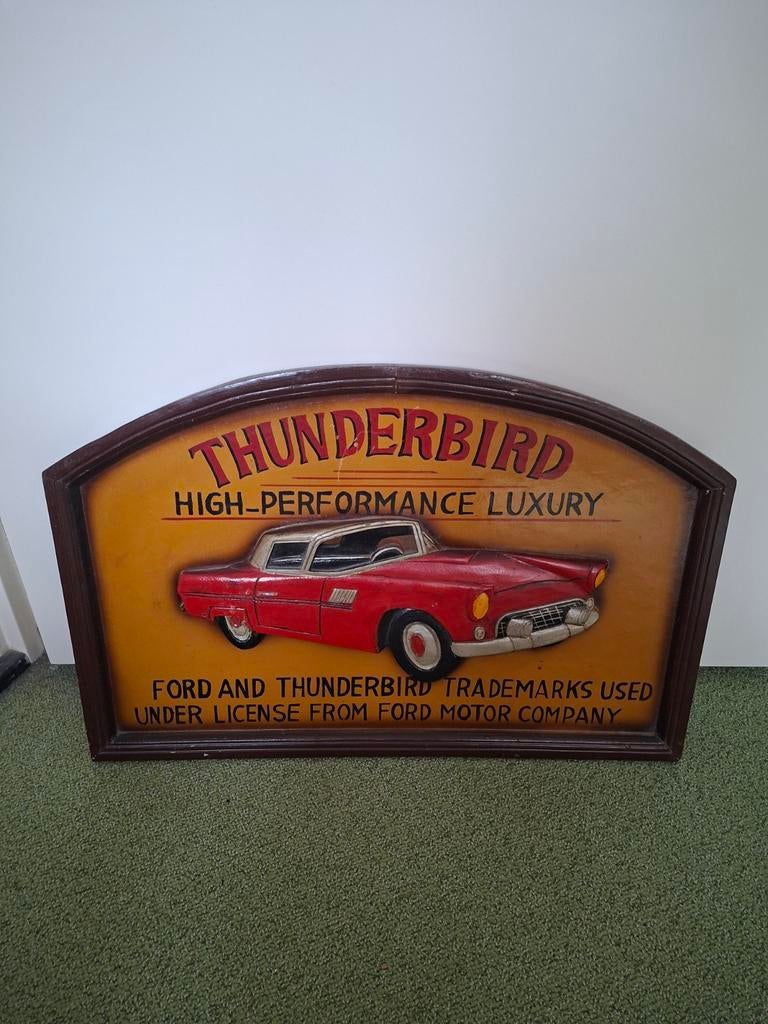 THUNDERBIRD
HIGH-PERFORMANCE LUXURY
FORD AND THUNDERBIRD TRADEMARKS USED
UNDER LICENSE FROM FORD MOTOR COMPANY